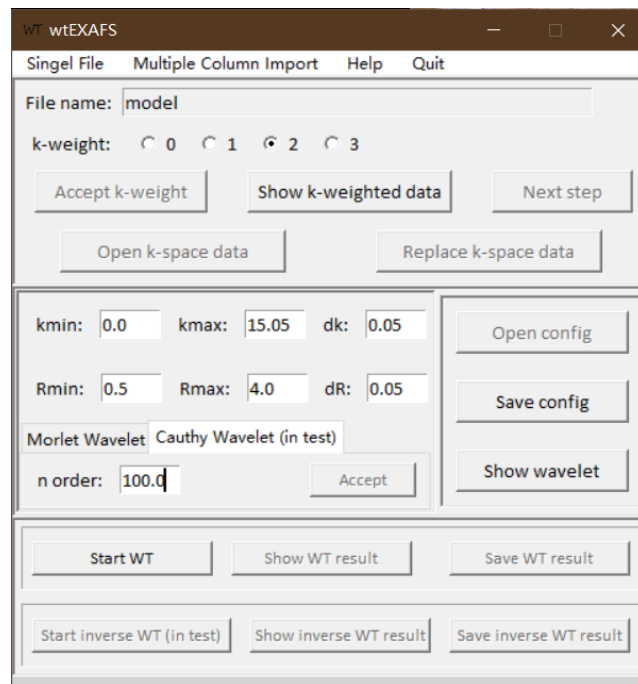 WT wtEXAFS
Singel File Multiple Column Import Help Quit
File name: model
k-weight: 0 1 2 3
Accept k-weight Show k-weighted data Next step
Open k-space data Replace k-space data
kmin: 0.0 kmax: 15.05 dk: 0.05 Open config
Rmin: 0.5 Rmax: 4.0 dR: 0.05 Save config
Morlet Wavelet Cauthy Wavelet (in test)
n order: 100.0 Accept Show wavelet
Start WT Show WT result Save WT result
Start inverse WT (in test) Show inverse WT result Save inverse WT result